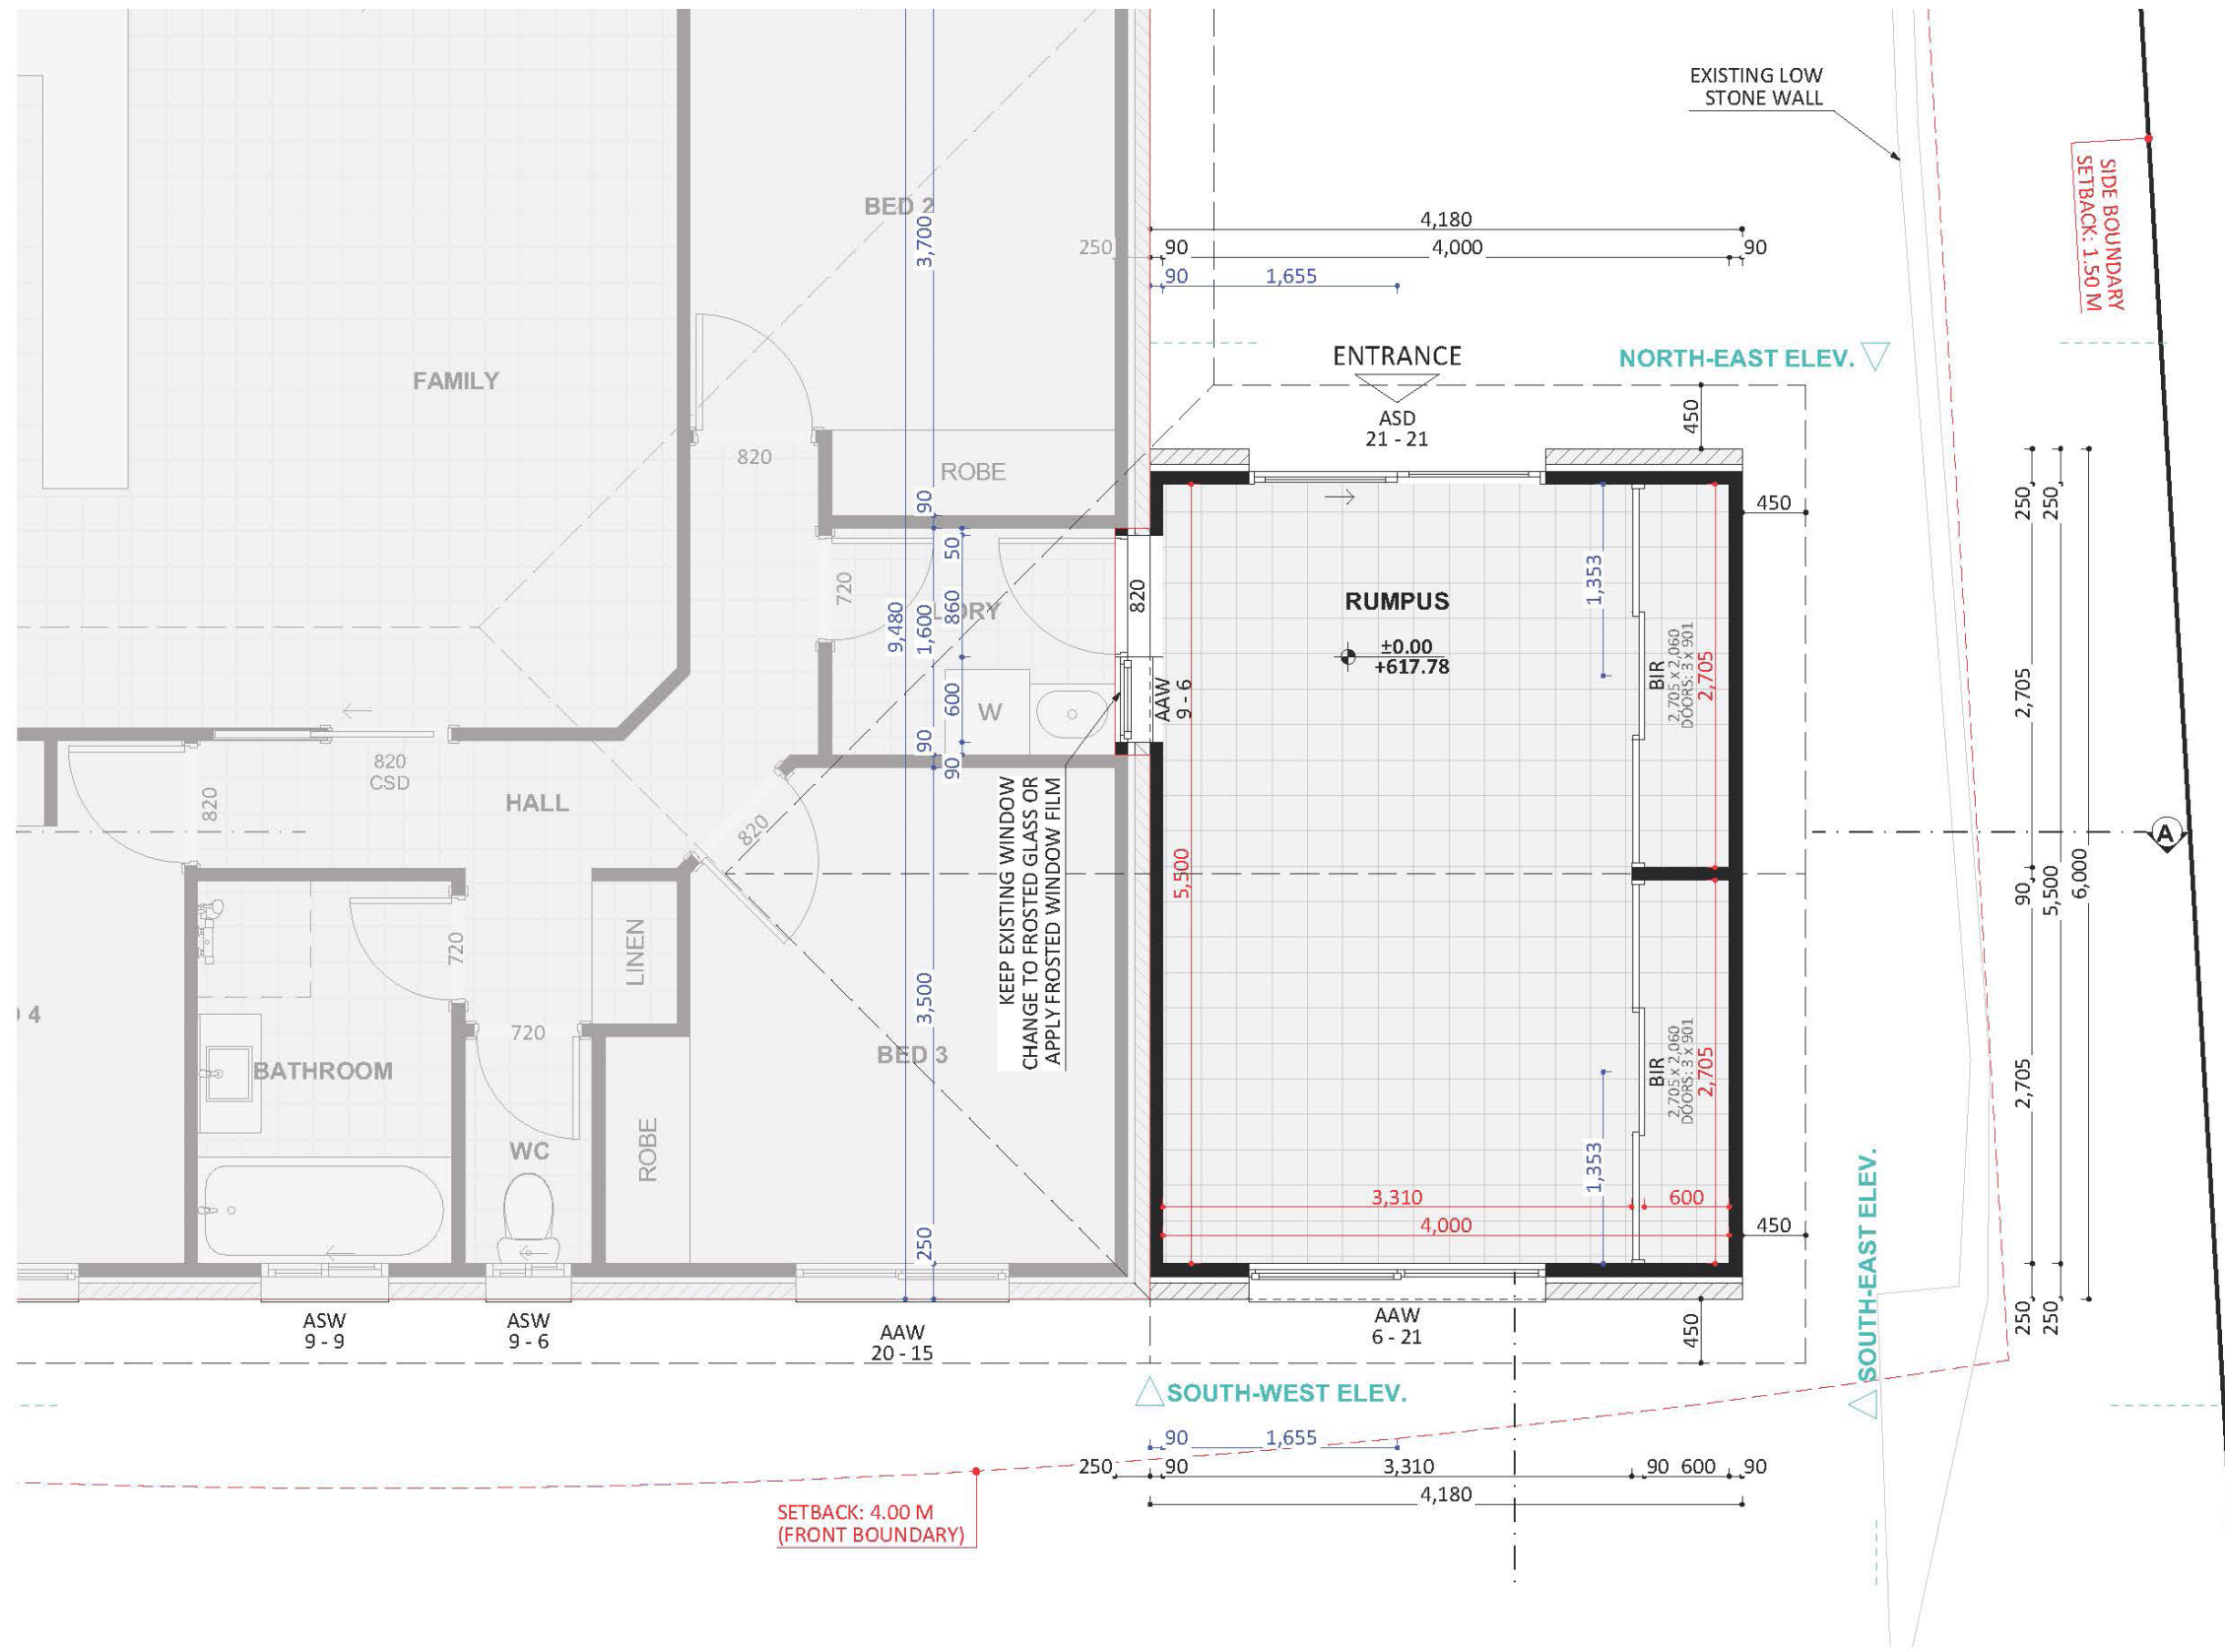 EXISTING LOW
STONE WALL
SIDE BOUNDARY
SETBACK: 1.50 M
BED 2
3,700
4,180
250
90
4,000
90
90
1,655
ENTRANCE
NORTH-EAST ELEV.
ASD
21 - 21
450
FAMILY
820
ROBE
90
50
450
250
250
720
9,480
1,600
860
820
RUMPUS
±0.00
+617.78
1,353
BIR
2,705 x 2,060
DOORS: 3 x 901
2,705
2,705
W
600
90
90
AAW
9 - 6
820
CSD
820
HALL
820
KEEP EXISTING WINDOW
CHANGE TO FROSTED GLASS OR
APPLY FROSTED WINDOW FILM
5,500
A
90
5,500
6,000
720
LINEN
3,500
4
720
BED 3
BATHROOM
WC
ROBE
1,353
BIR
2,705 x 2,060
DOORS: 3 x 901
2,705
2,705
3,310
600
4,000
450
250
250
250
ASW
9 - 9
ASW
9 - 6
AAW
20 - 15
AAW
6 - 21
450
SOUTH-EAST ELEV.
SOUTH-WEST ELEV.
90
1,655
250
90
3,310
90
600
90
4,180
SETBACK: 4.00 M
(FRONT BOUNDARY)